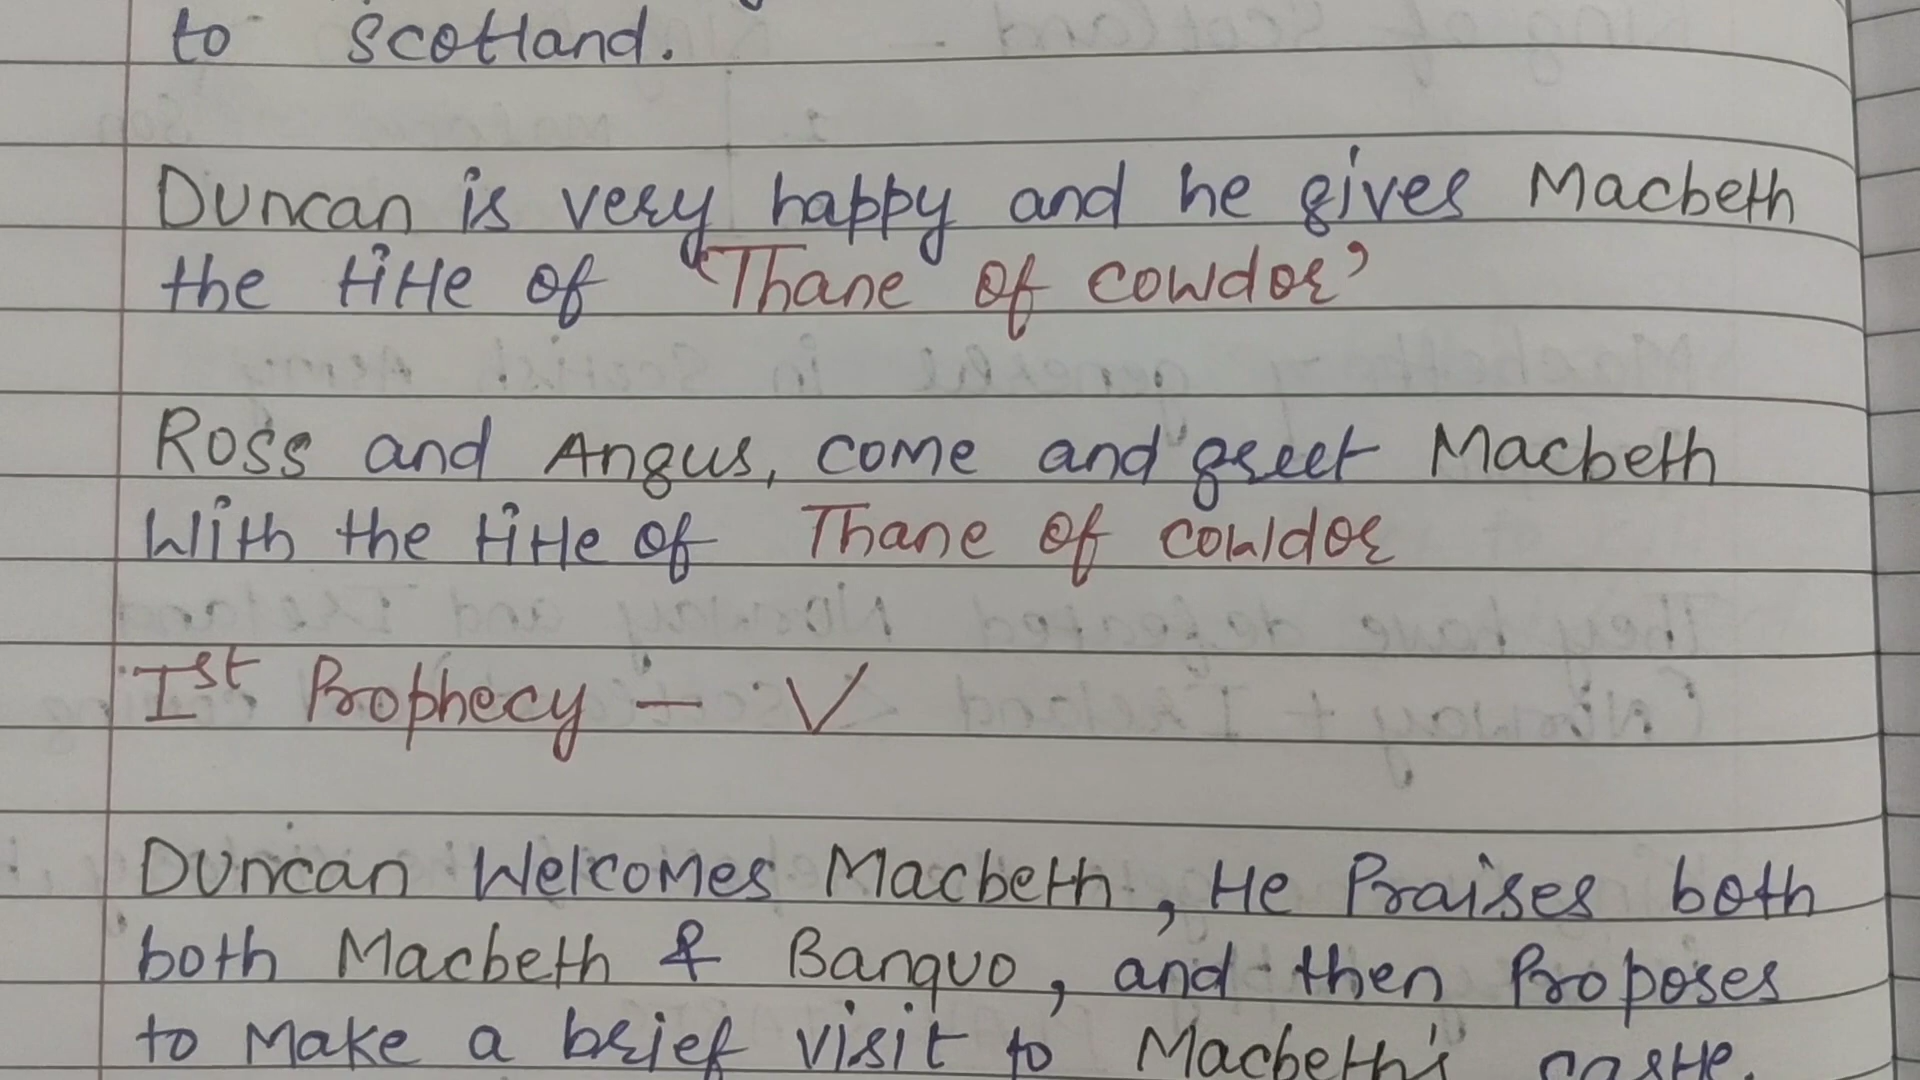 to scotland.
Duncan is very happy and he gives Macbeth
the title of "Thane of cowdor'
Ross and Angus, come and greet Macbeth
With the title of Thane of cowdor
Ist Prophecy - V
Duncan Welcomes Macbeth, He Praises both
both Macbeth & Banquo, and then Proposes
to Make a brief visit to Macbeth's castle.